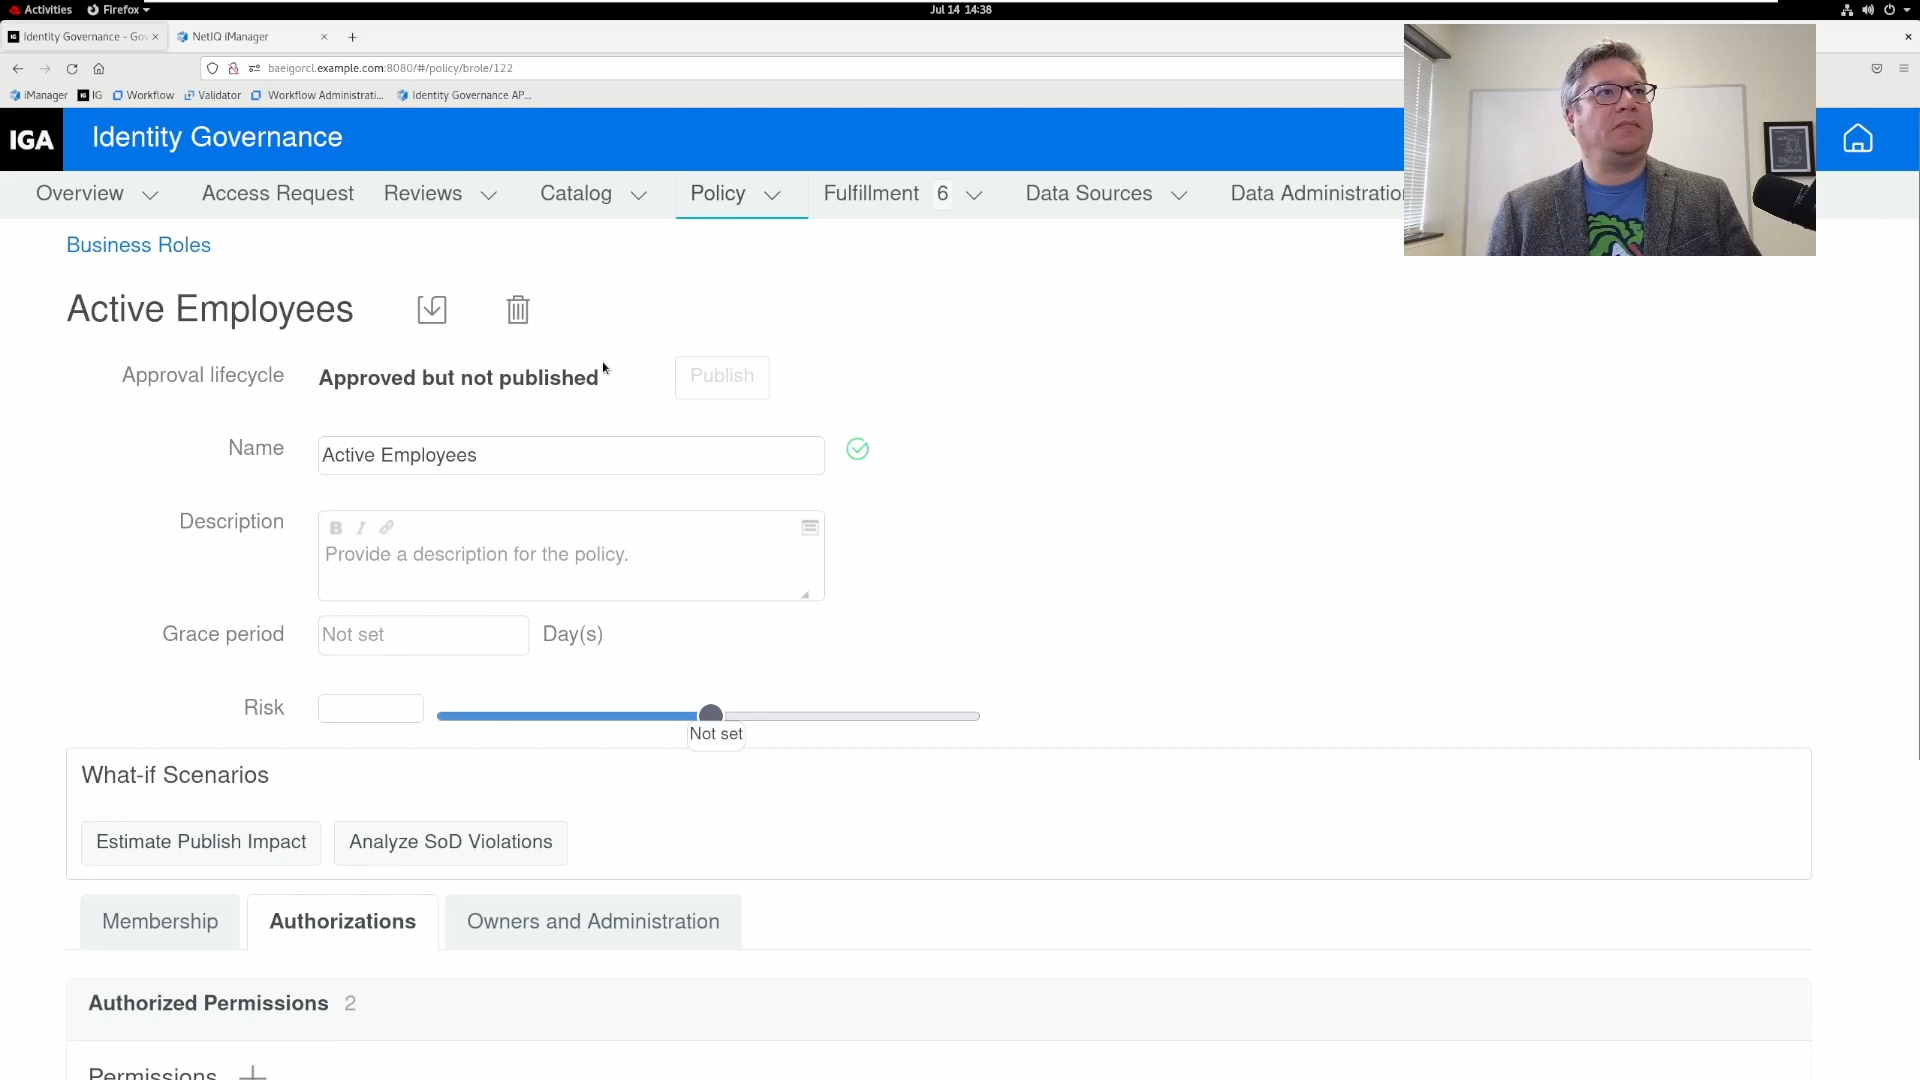 Activities Firefox Jul 14 14:38
Identity Governance - Gov NetIQ iManager
baeigorcl.example.com:8080/#/policy/brole/122
iManager IG Workflow Validator Workflow Administrati... Identity Governance AP...
IGA Identity Governance
Overview Access Request Reviews Catalog Policy Fulfillment 6 Data Sources Data Administratio
Business Roles
Active Employees
Approval lifecycle Approved but not published Publish
Name Active Employees
Description
B I
Provide a description for the policy.
Grace period Not set Day(s)
Risk
Not set
What-if Scenarios
Estimate Publish Impact Analyze SoD Violations
Membership Authorizations Owners and Administration
Authorized Permissions 2
Permissions